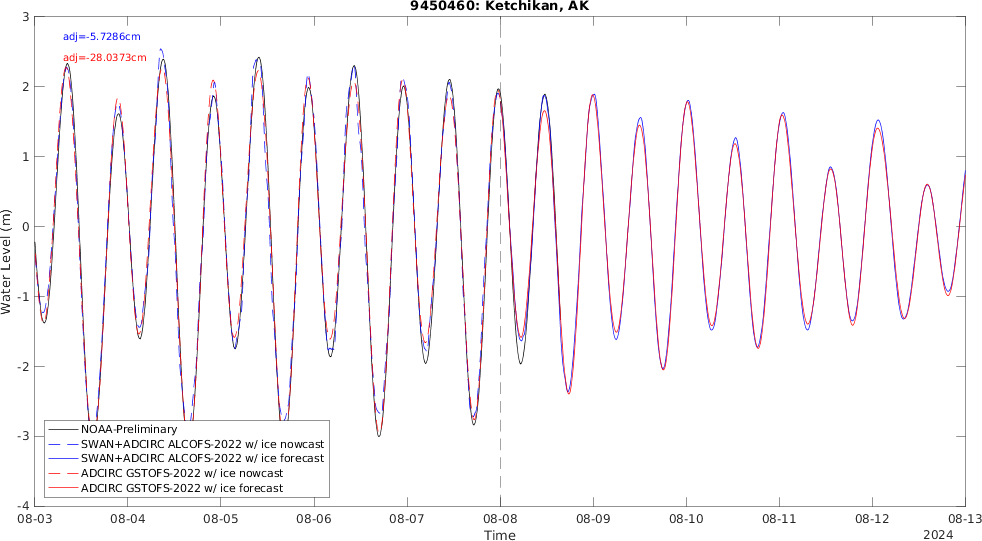 9450460: Ketchikan, AK
adj=-5.7286cm
adj=-28.0373cm
Water Level (m)
3
2
1
0
-1
-2
-3
-4
NOAA-Preliminary
SWAN+ADCIRC ALCOFS-2022 w/ ice nowcast
SWAN+ADCIRC ALCOFS-2022 w/ ice forecast
ADCIRC GSTOFS-2022 w/ ice nowcast
ADCIRC GSTOFS-2022 w/ ice forecast
08-03 08-04 08-05 08-06 08-07 08-08 08-09 08-10 08-11 08-12 08-13
Time
2024